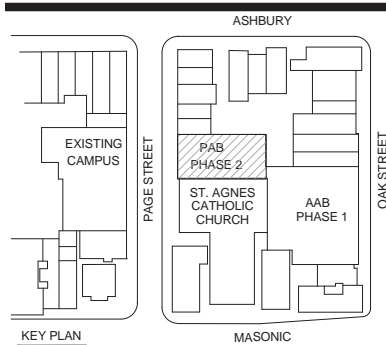 ASHBURY
EXISTING
CAMPUS
PAGE STREET
PAB
PHASE 2
ST. AGNES
CATHOLIC
CHURCH
AAB
PHASE 1
OAK STREET
KEY PLAN
MASONIC